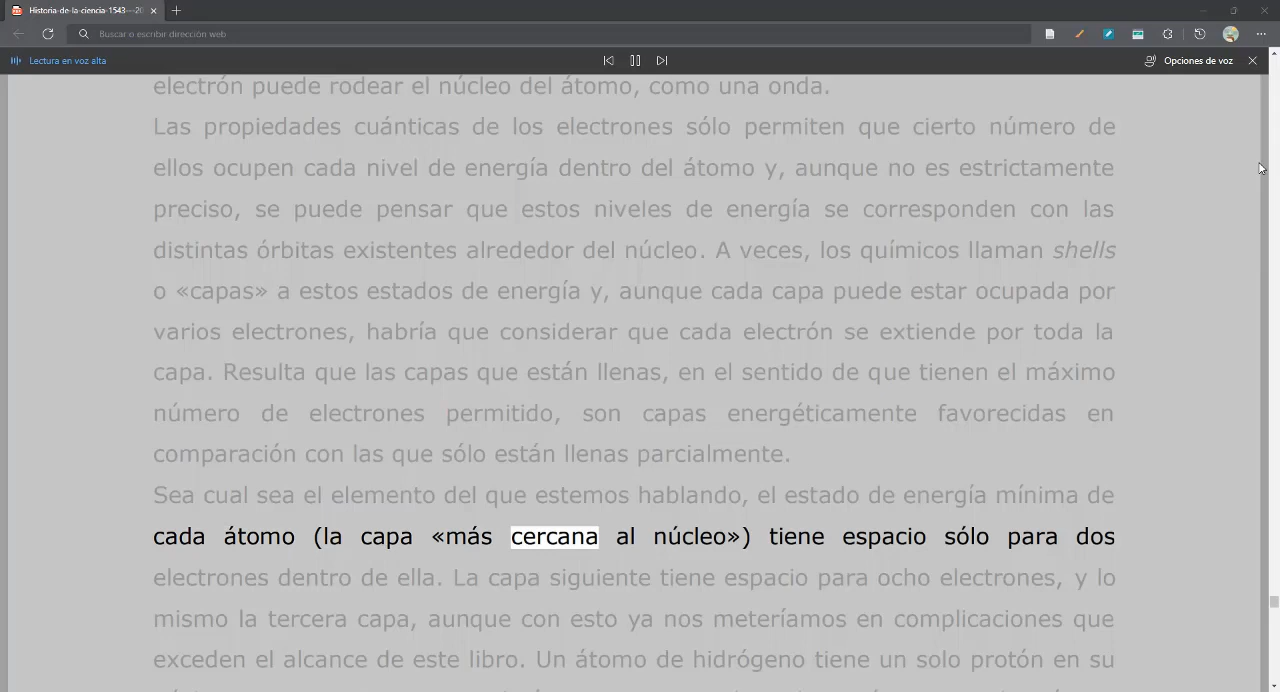 Historia-de-la-ciencia-1543---20
Buscar o escribir dirección web
Lectura en voz alta
Opciones de voz
electrón puede rodear el núcleo del átomo, como una onda.
Las propiedades cuánticas de los electrones sólo permiten que cierto número de
ellos ocupen cada nivel de energía dentro del átomo y, aunque no es estrictamente
preciso, se puede pensar que estos niveles de energía se corresponden con las
distintas órbitas existentes alrededor del núcleo. A veces, los químicos llaman shells
o «capas» a estos estados de energía y, aunque cada capa puede estar ocupada por
varios electrones, habría que considerar que cada electrón se extiende por toda la
capa. Resulta que las capas que están llenas, en el sentido de que tienen el máximo
número de electrones permitido, son capas energéticamente favorecidas en
comparación con las que sólo están llenas parcialmente.
Sea cual sea el elemento del que estemos hablando, el estado de energía mínima de
cada átomo (la capa «más cercana al núcleo») tiene espacio sólo para dos
electrones dentro de ella. La capa siguiente tiene espacio para ocho electrones, y lo
mismo la tercera capa, aunque con esto ya nos meteríamos en complicaciones que
exceden el alcance de este libro. Un átomo de hidrógeno tiene un solo protón en su